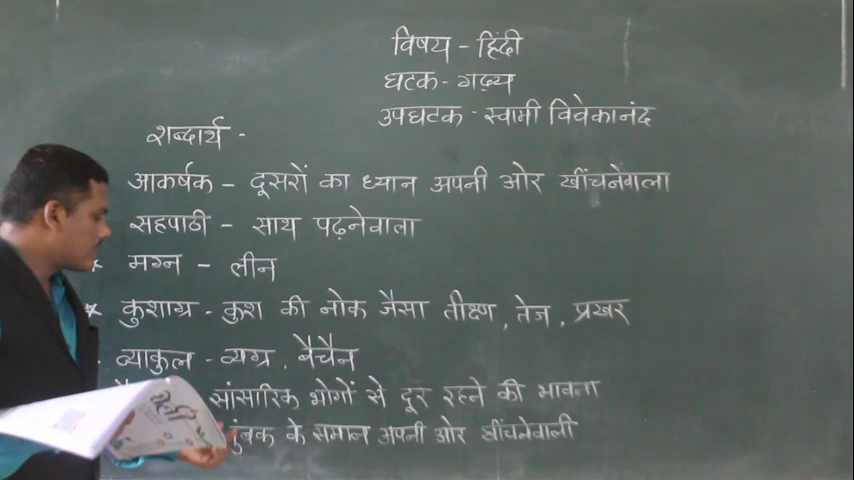 विषय - हिंदी
घटक - गद्य
उपघटक - स्वामी विवेकानंद
शब्दार्थ -
आकर्षक - दूसरों का ध्यान अपनी ओर खींचनेवाला
सहपाठी - साथ पढ़नेवाला
* मग्न - लीन
* कुशाग्र - कुश की नोक जैसा तीक्ष्ण, तेज, प्रखर
व्याकुल - व्यग्र, बैचैन
सांसारिक भोगों से दूर रहने की भावना
के समान अपनी ओर खींचनेवाली